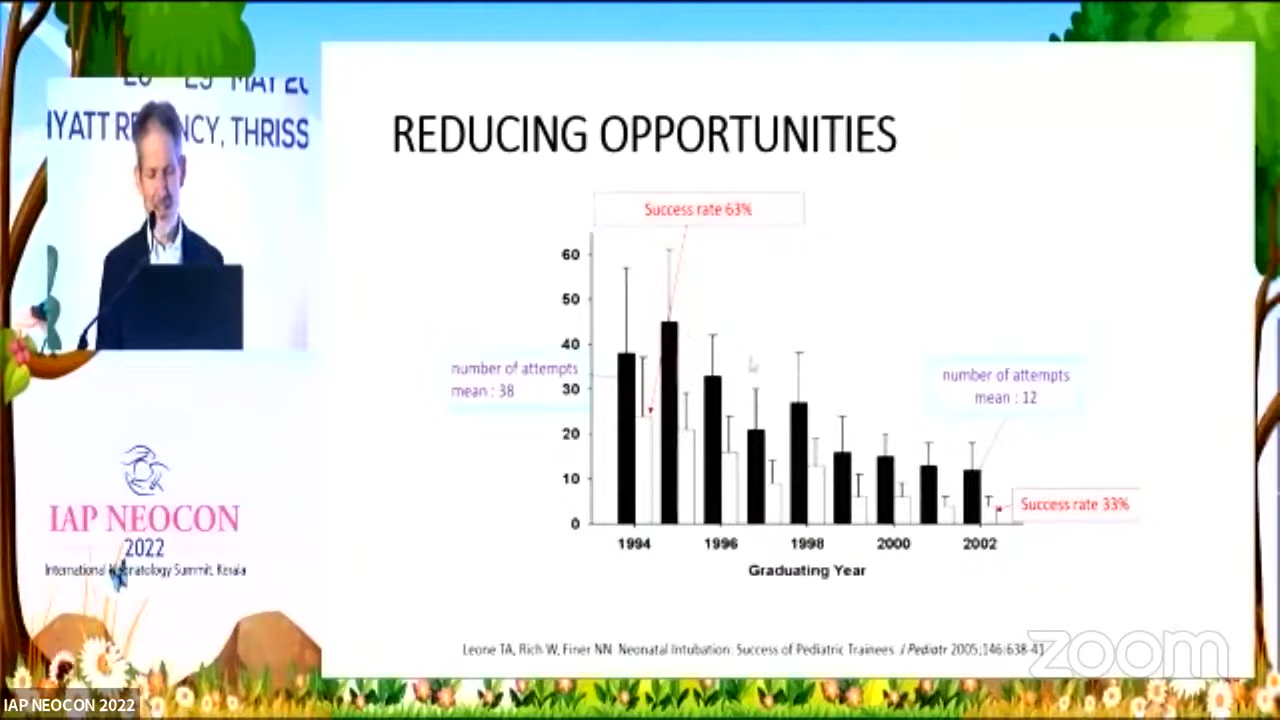 MAY
HYATT REGENCY, THRISS
REDUCING OPPORTUNITIES
Success rate 63%
60
50
40
30
20
10
0
number of attempts
mean : 38
number of attempts
mean : 12
Success rate 33%
1994 1996 1998 2000 2002
Graduating Year
Leone TA, Rich W, Finer NN. Neonatal Intubation: Success of Pediatric Trainees. J Pediatr 2005;146:638-41
IAP NEOCON
2022
International Neonatology Summit, Kerala
zoom
IAP NEOCON 2022